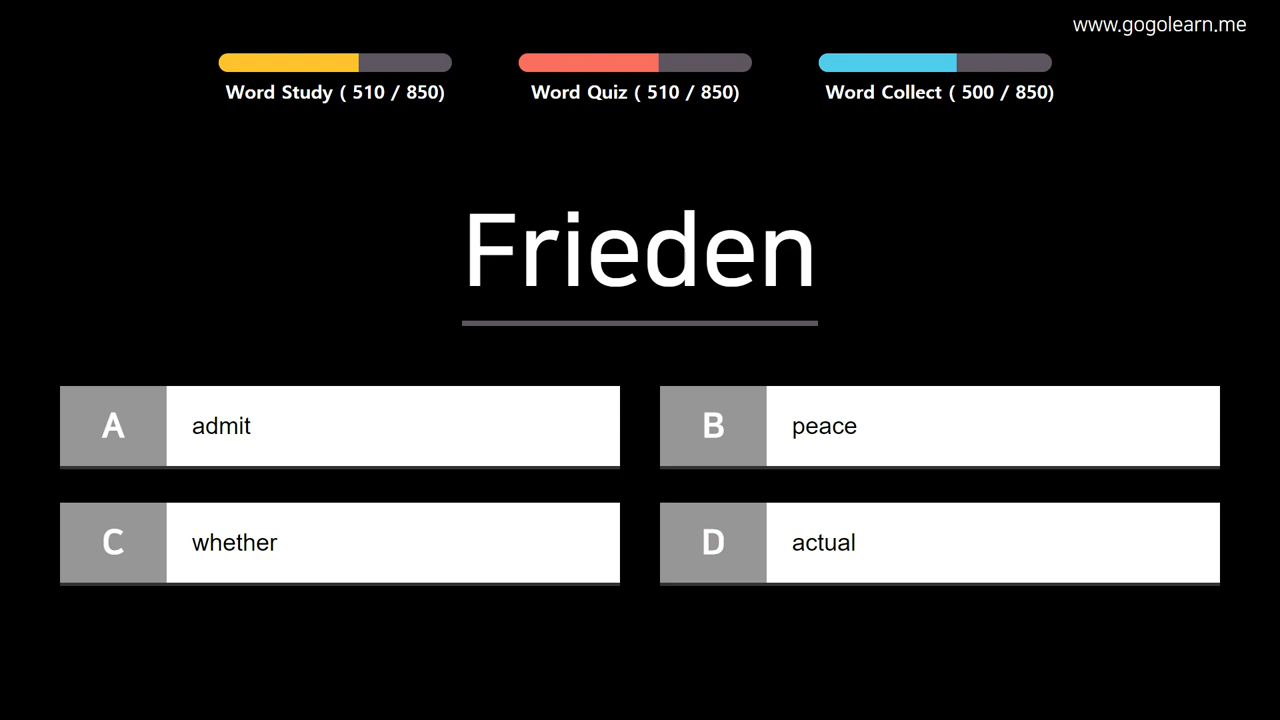 www.gogolearn.me
Word Study ( 510 / 850)
Word Quiz ( 510 / 850)
Word Collect ( 500 / 850)
Frieden
A admit
B peace
C whether
D actual